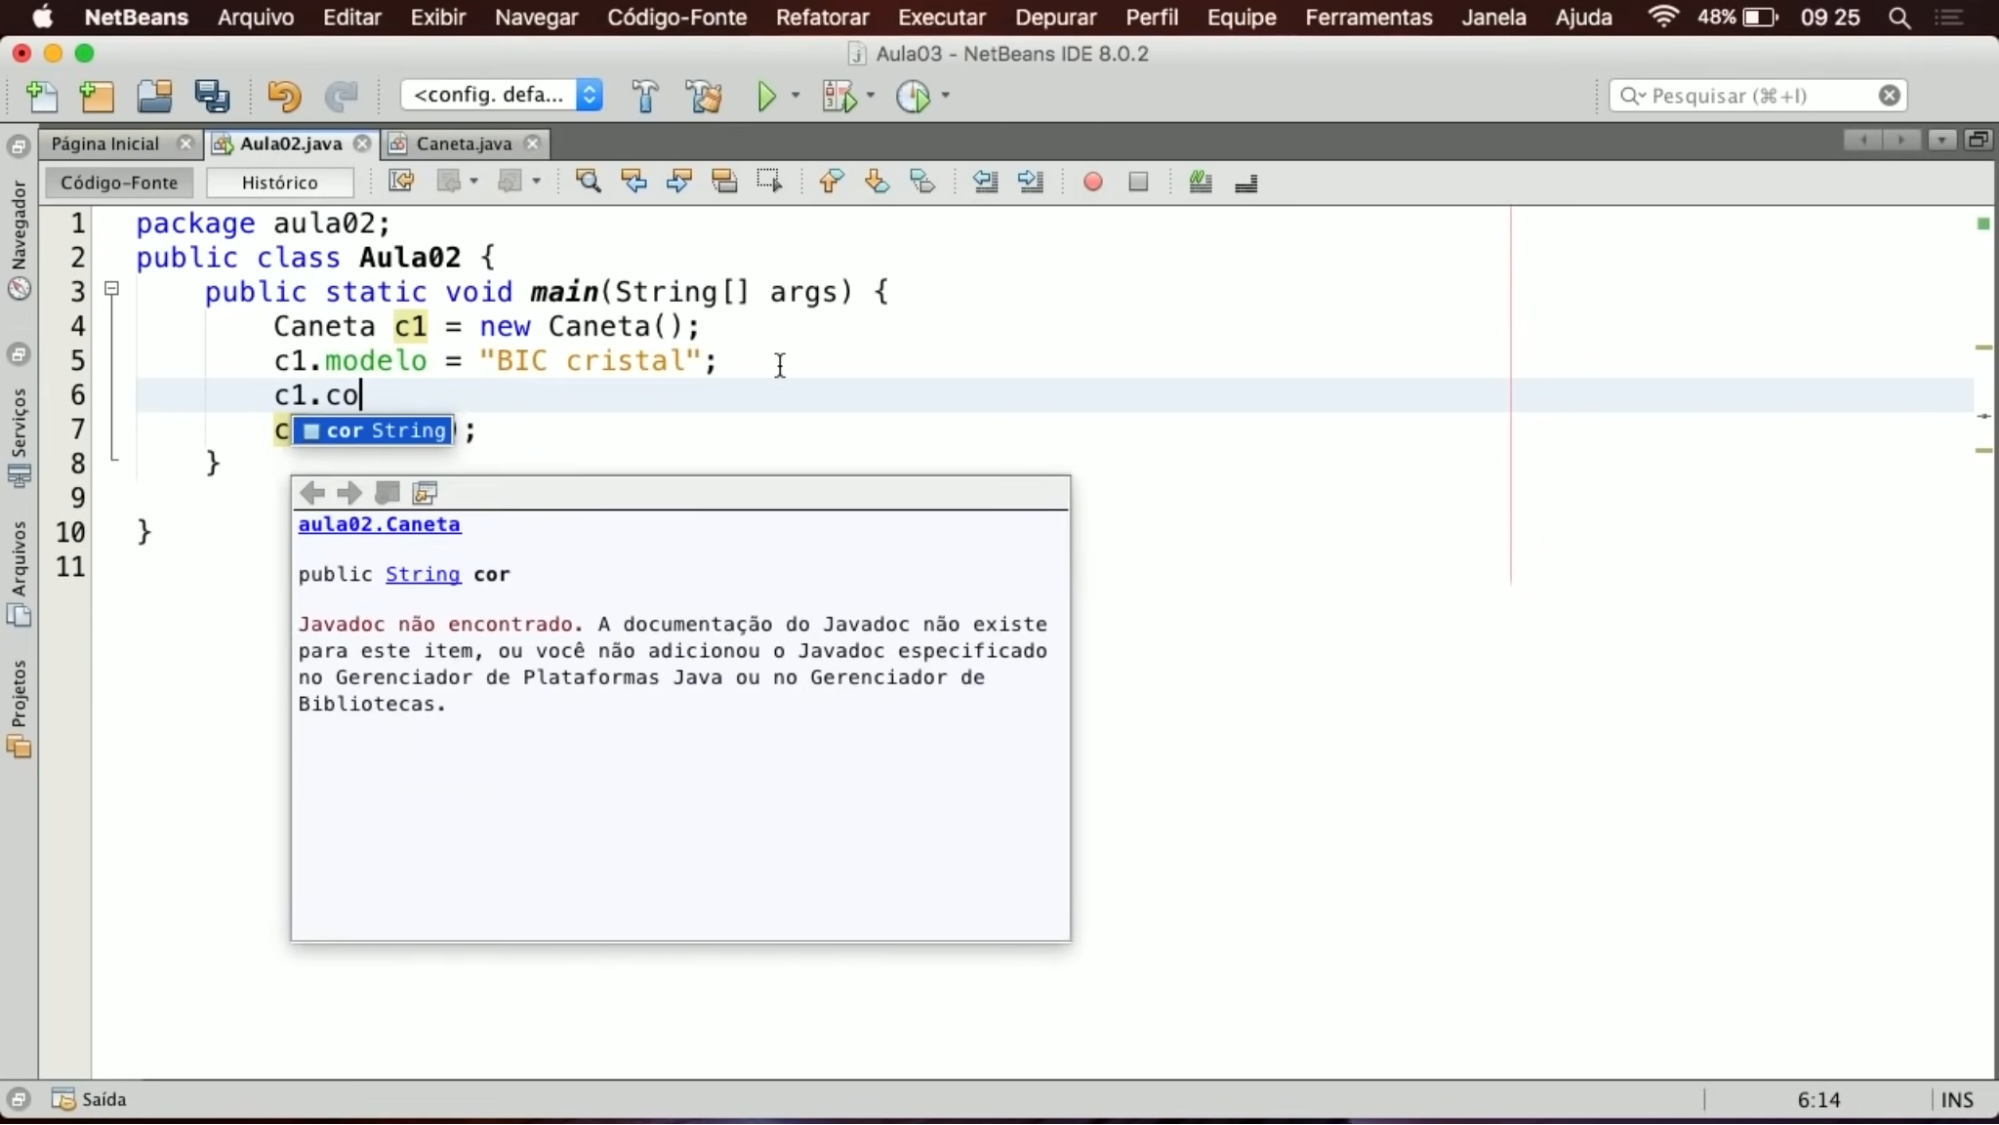 NetBeans Arquivo Editar Exibir Navegar Código-Fonte Refatorar Executar Depurar Perfil Equipe Ferramentas Janela Ajuda 48% 09 25
Aula03 - NetBeans IDE 8.0.2
<config. defa... Pesquisar (⌘+I)
Página Inicial Aula02.java Caneta.java
Código-Fonte Histórico
Navegador
Serviços
Arquivos
Projetos
1 package aula02;
2 public class Aula02 {
3 public static void main(String[] args) {
4 Caneta c1 = new Caneta();
5 c1.modelo = "BIC cristal";
6 c1.co
7 c cor String );
8 }
9
10 }
11
aula02.Caneta
public String cor
Javadoc não encontrado. A documentação do Javadoc não existe
para este item, ou você não adicionou o Javadoc especificado
no Gerenciador de Plataformas Java ou no Gerenciador de
Bibliotecas.
Saída 6:14 INS